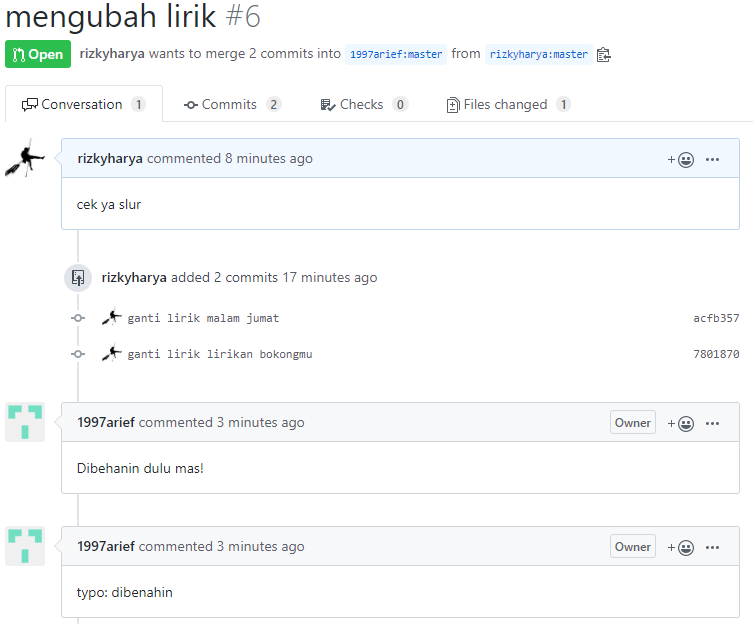 mengubah lirik #6
Open rizkyharya wants to merge 2 commits into 1997arief:master from rizkyharya:master
Conversation 1 Commits 2 Checks 0 Files changed 1
rizkyharya commented 8 minutes ago
cek ya slur
rizkyharya added 2 commits 17 minutes ago
ganti lirik malam jumat acfb357
ganti lirik lirikan bokongmu 7801870
1997arief commented 3 minutes ago Owner
Dibehanin dulu mas!
1997arief commented 3 minutes ago Owner
typo: dibenahin